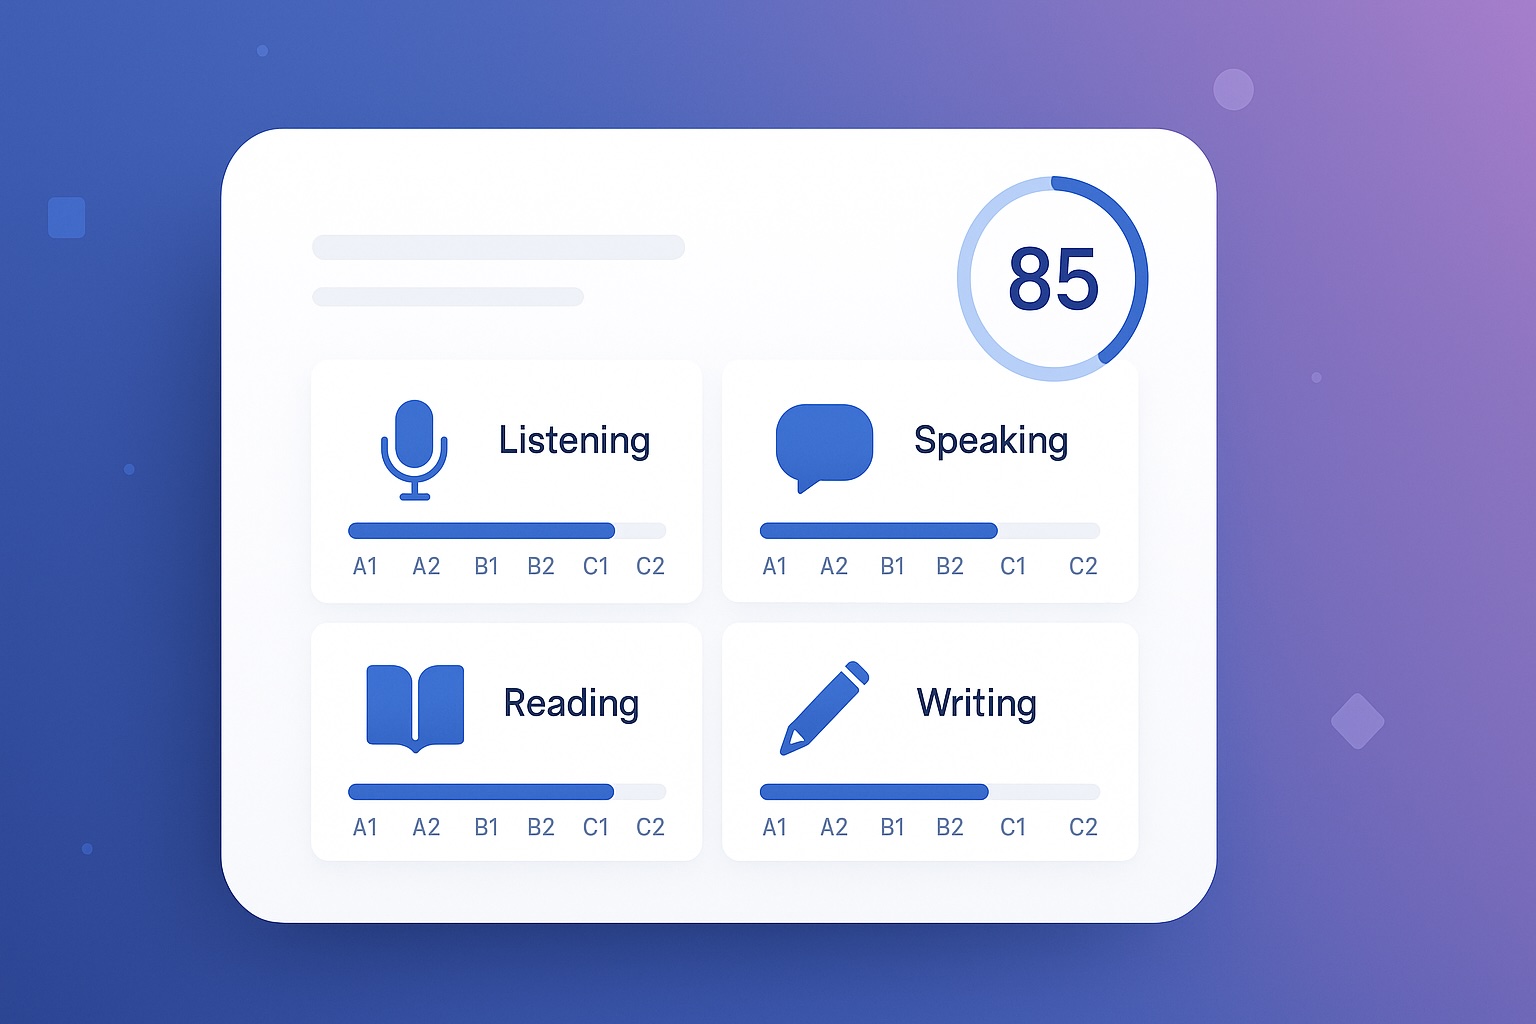 85
Listening
A1 A2 B1 B2 C1 C2
Speaking
A1 A2 B1 B2 C1 C2
Reading
A1 A2 B1 B2 C1 C2
Writing
A1 A2 B1 B2 C1 C2